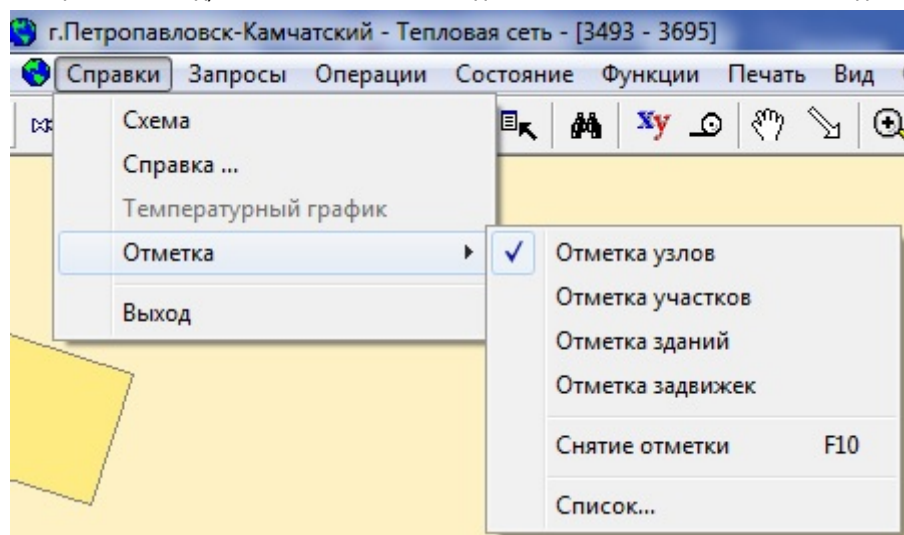 г.Петропавловск-Камчатский - Тепловая сеть - [3493 - 3695]
Справки Запросы Операции Состояние Функции Печать Вид
xy
Схема
Справка ...
Температурный график
Отметка
Выход
Отметка узлов
Отметка участков
Отметка зданий
Отметка задвижек
Снятие отметки F10
Список...